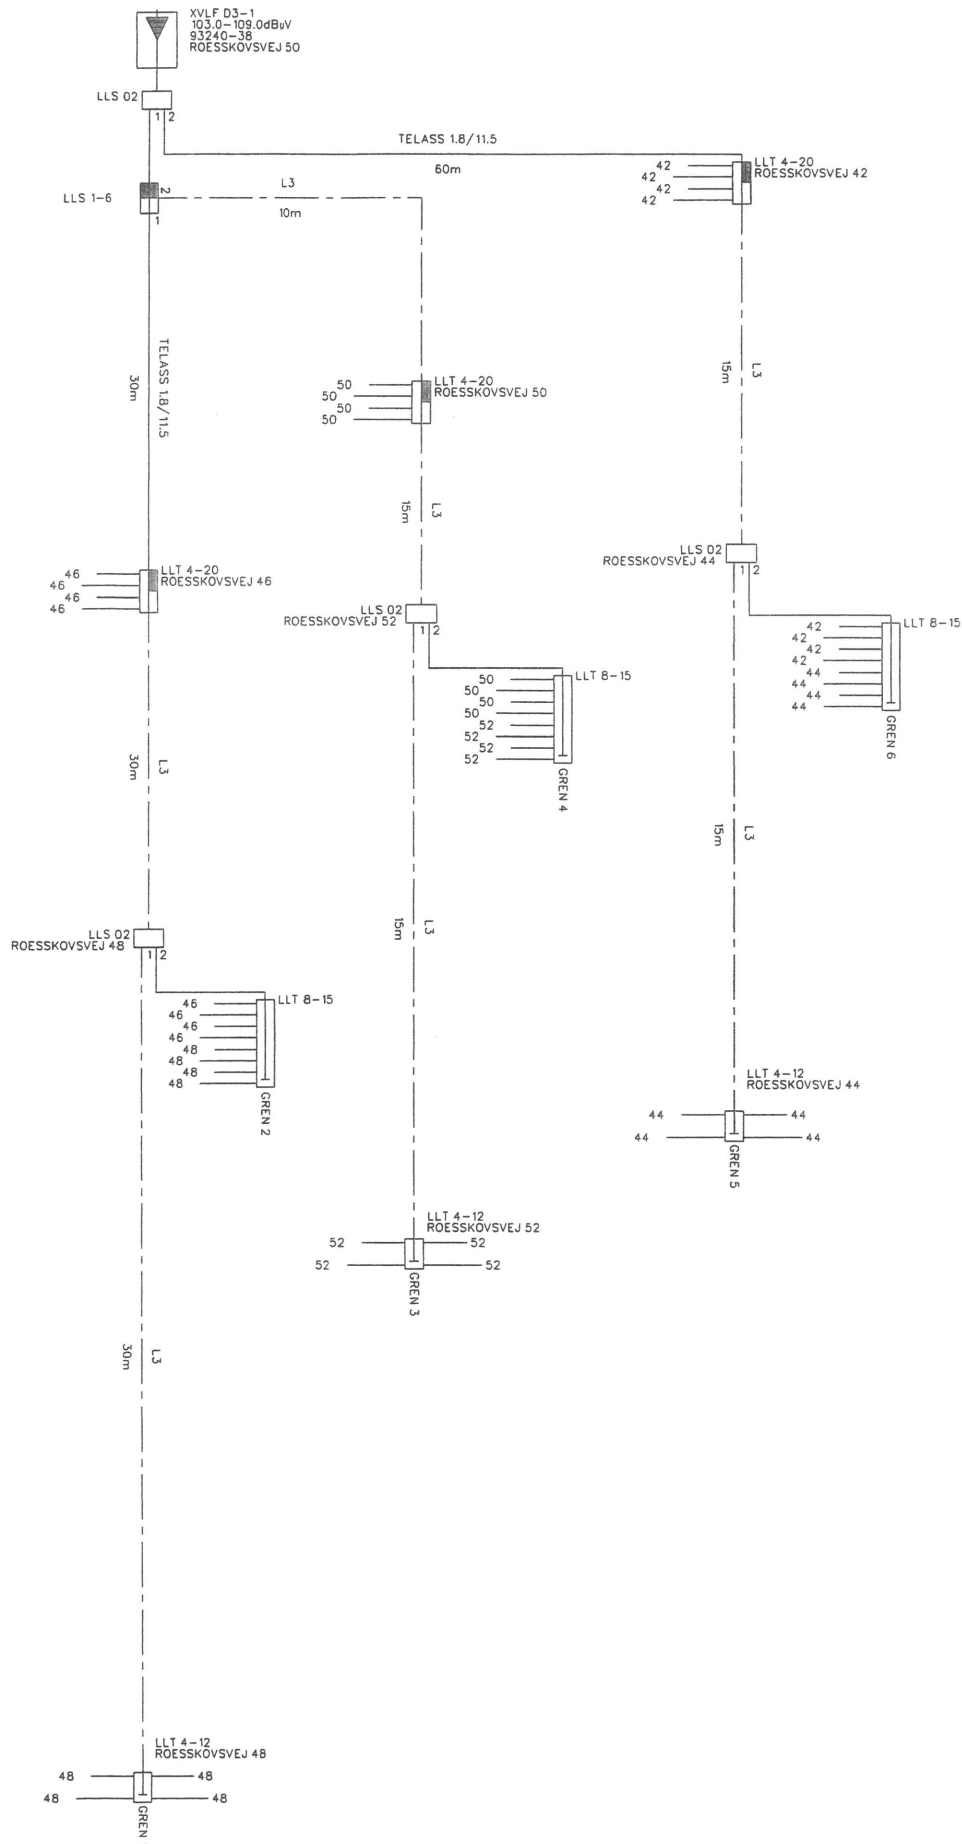 XVLF D3-1
103.0-109.0dBuV
93240-38
ROESSKOVSVEJ 50
LLS 02
1 2
TELASS 1.8/11.5
60m
LLT 4-20
ROESSKOVSVEJ 42
42
42
42
42
LLS 1-6
2
1
L3
10m
TELASS 1.8/11.5
30m
L3
15m
LLT 4-20
ROESSKOVSVEJ 50
50
50
50
50
L3
15m
LLS 02
ROESSKOVSVEJ 44
1 2
LLT 4-20
ROESSKOVSVEJ 46
46
46
46
46
LLS 02
ROESSKOVSVEJ 52
1 2
LLT 8-15
42
42
42
42
44
44
44
44
GREN 6
LLT 8-15
50
50
50
50
52
52
52
52
GREN 4
L3
30m
L3
15m
L3
15m
LLS 02
ROESSKOVSVEJ 48
1 2
LLT 8-15
46
46
46
46
48
48
48
48
GREN 2
LLT 4-12
ROESSKOVSVEJ 44
44 44
44 44
GREN 5
LLT 4-12
ROESSKOVSVEJ 52
52 52
52 52
GREN 3
L3
30m
LLT 4-12
ROESSKOVSVEJ 48
48 48
48 48
GREN